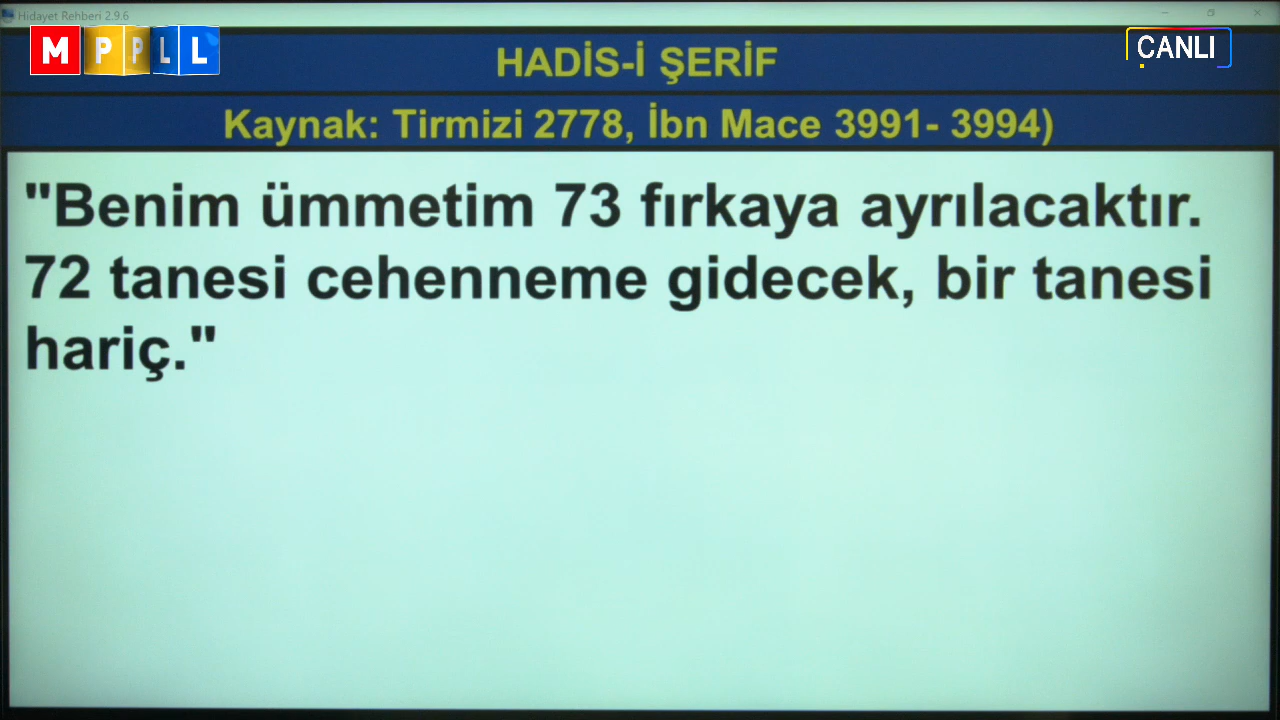 Hidayet Rehberi 2.9.6
MPPLL
CANLI
HADİS-İ ŞERİF
Kaynak: Tirmizi 2778, İbn Mace 3991- 3994)
"Benim ümmetim 73 fırkaya ayrılacaktır.
72 tanesi cehenneme gidecek, bir tanesi
hariç."